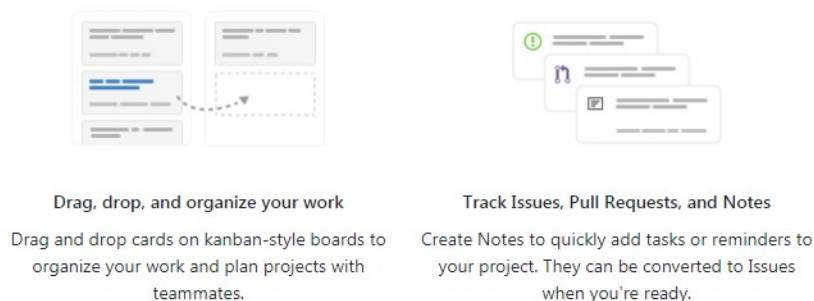 Drag, drop, and organize your work
Drag and drop cards on kanban-style boards to
organize your work and plan projects with
teammates.
Track Issues, Pull Requests, and Notes
Create Notes to quickly add tasks or reminders to
your project. They can be converted to Issues
when you're ready.